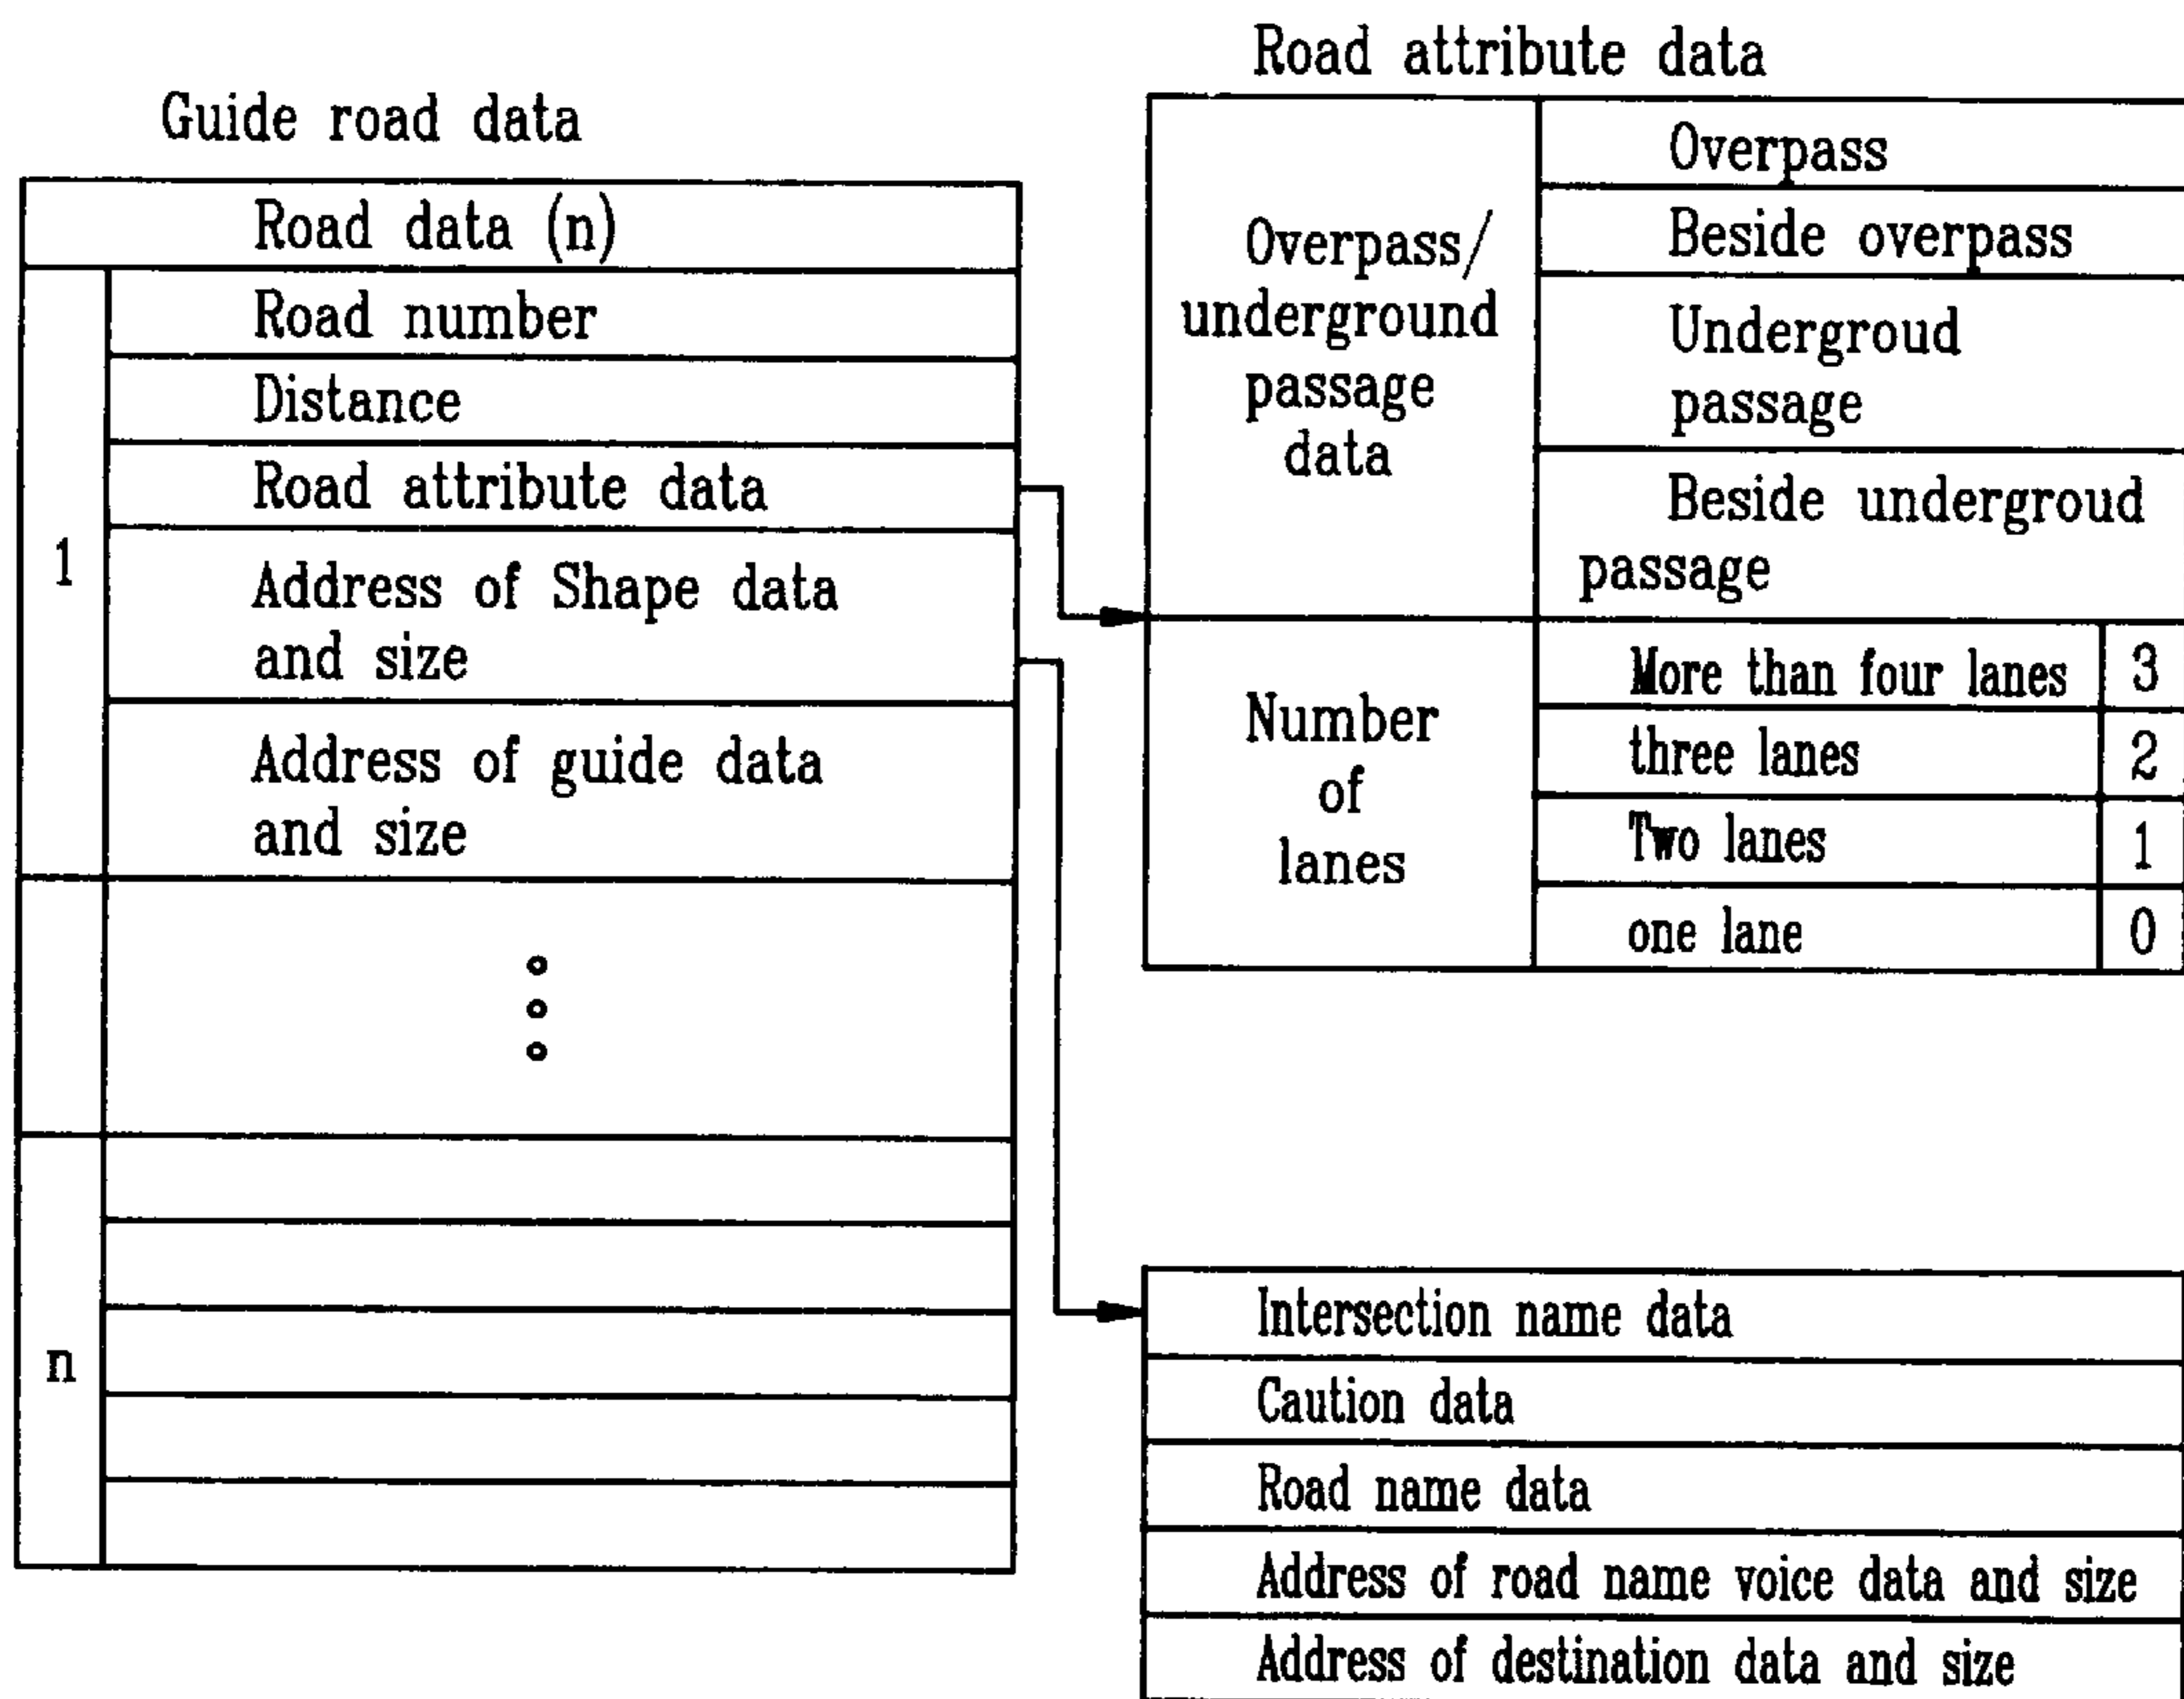 Guide road data
Road data (n)
1
Road number
Distance
Road attribute data
Address of Shape data
and size
Address of guide data
and size
n
Road attribute data
Overpass/
underground
passage
data
Overpass
Beside overpass
Undergroud
passage
Beside undergroud
passage
Number
of
lanes
More than four lanes 3
three lanes 2
Two lanes 1
one lane 0
Intersection name data
Caution data
Road name data
Address of road name voice data and size
Address of destination data and size